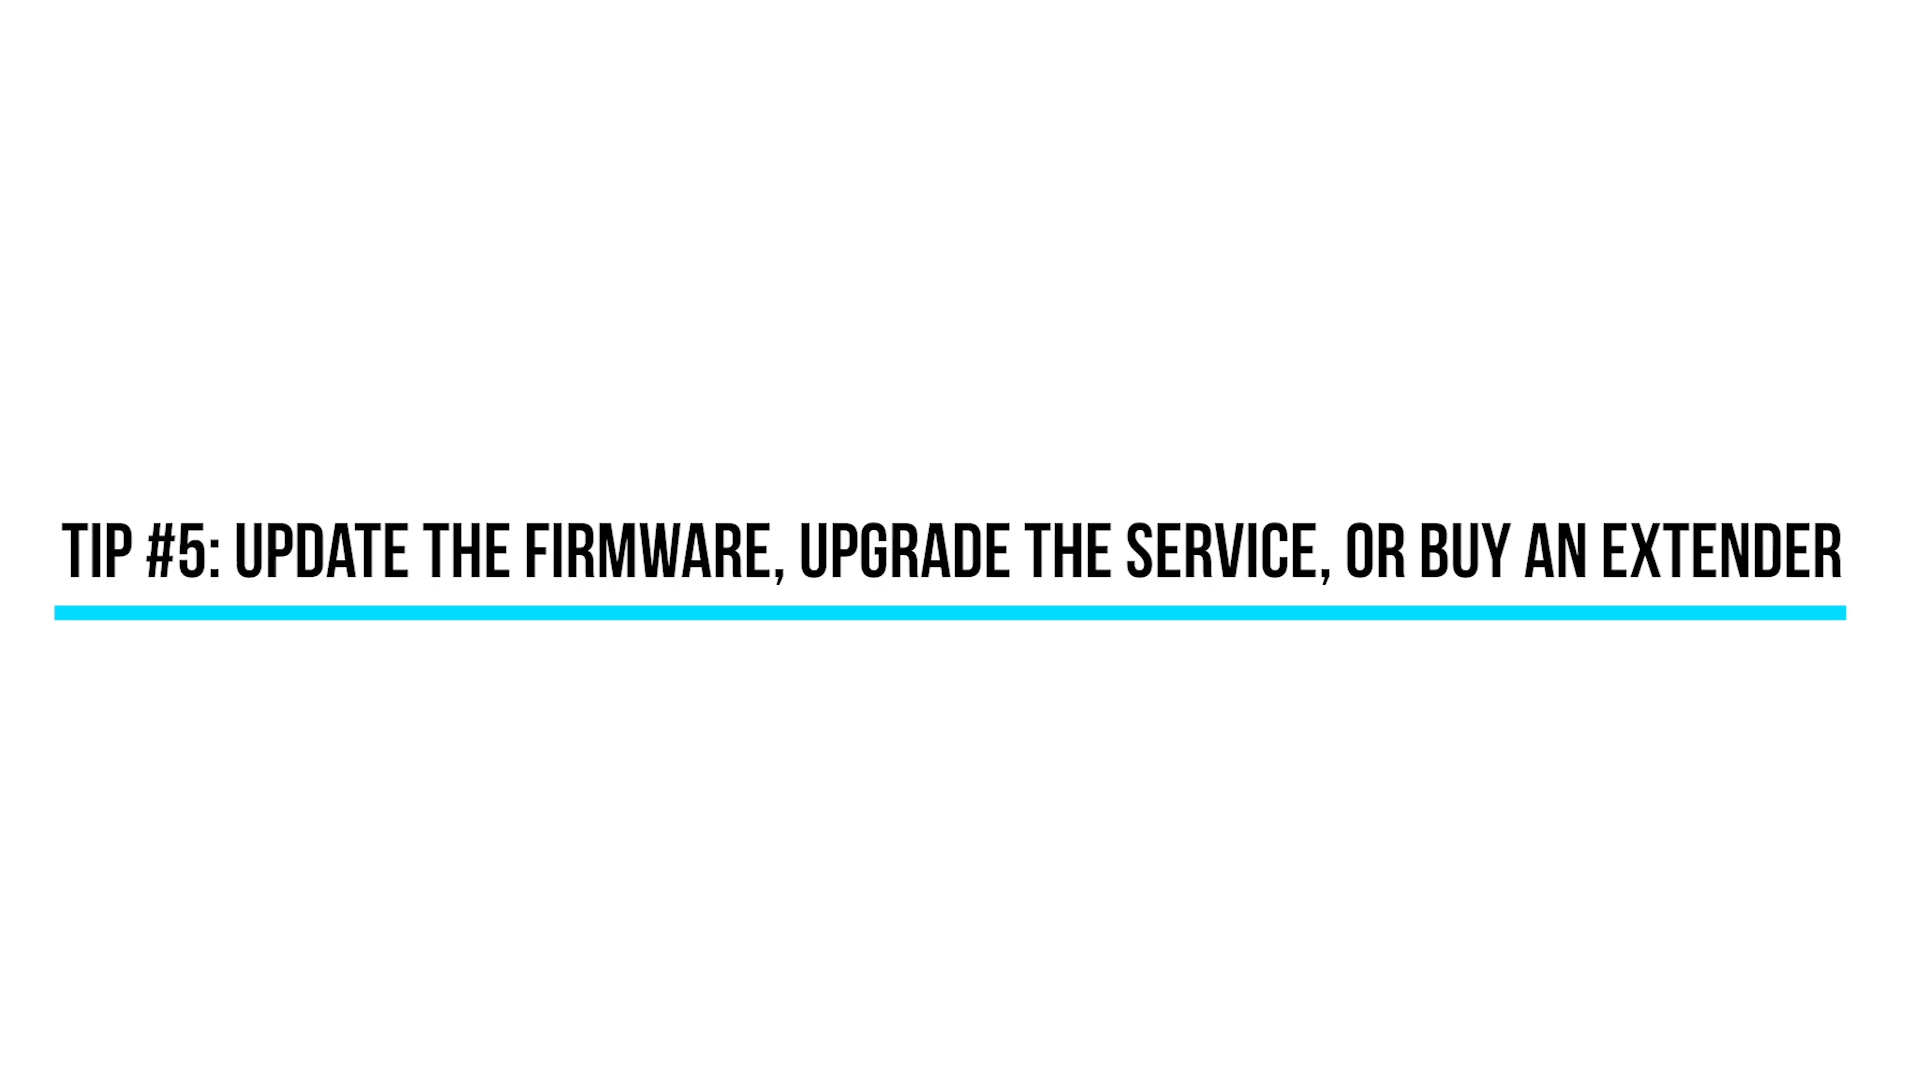 TIP #5: UPDATE THE FIRMWARE, UPGRADE THE SERVICE, OR BUY AN EXTENDER